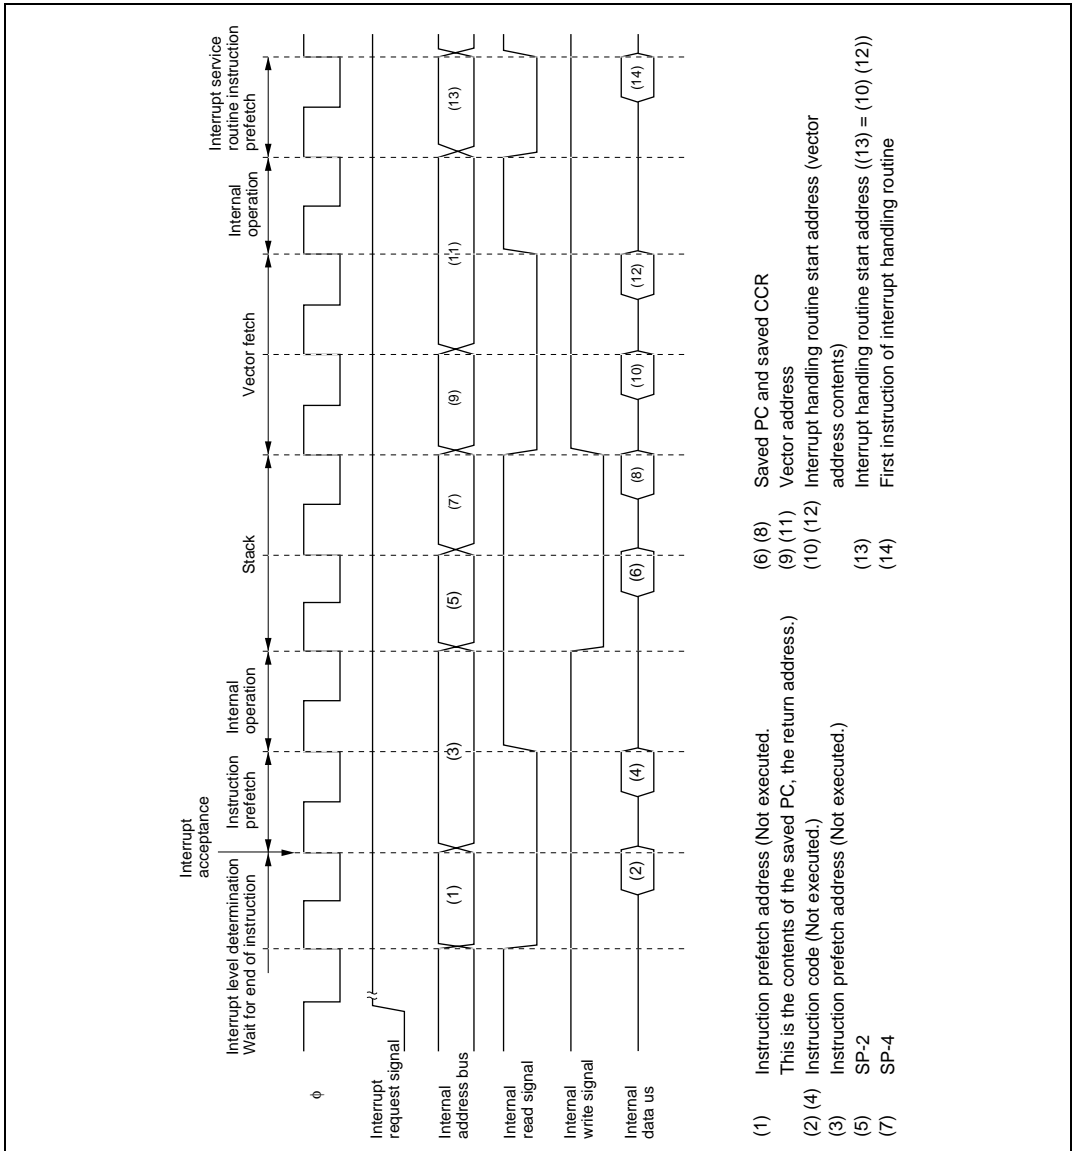 Interrupt
acceptance
Interrupt level determination
Wait for end of instruction
Instruction
prefetch
Internal
operation
Stack
Vector fetch
Internal
operation
Interrupt service
routine instruction
prefetch
φ
Interrupt
request signal
Internal
address bus
(1)
(3)
(5)
(7)
(9)
(11)
(13)
Internal
read signal
Internal
write signal
Internal
data us
(2)
(4)
(6)
(8)
(10)
(12)
(14)
(1) Instruction prefetch address (Not executed.
This is the contents of the saved PC, the return address.)
(2) (4) Instruction code (Not executed.)
(3) Instruction prefetch address (Not executed.)
(5) SP-2
(7) SP-4
(6) (8) Saved PC and saved CCR
(9) (11) Vector address
(10) (12) Interrupt handling routine start address (vector
address contents)
(13) Interrupt handling routine start address ((13) = (10) (12))
(14) First instruction of interrupt handling routine